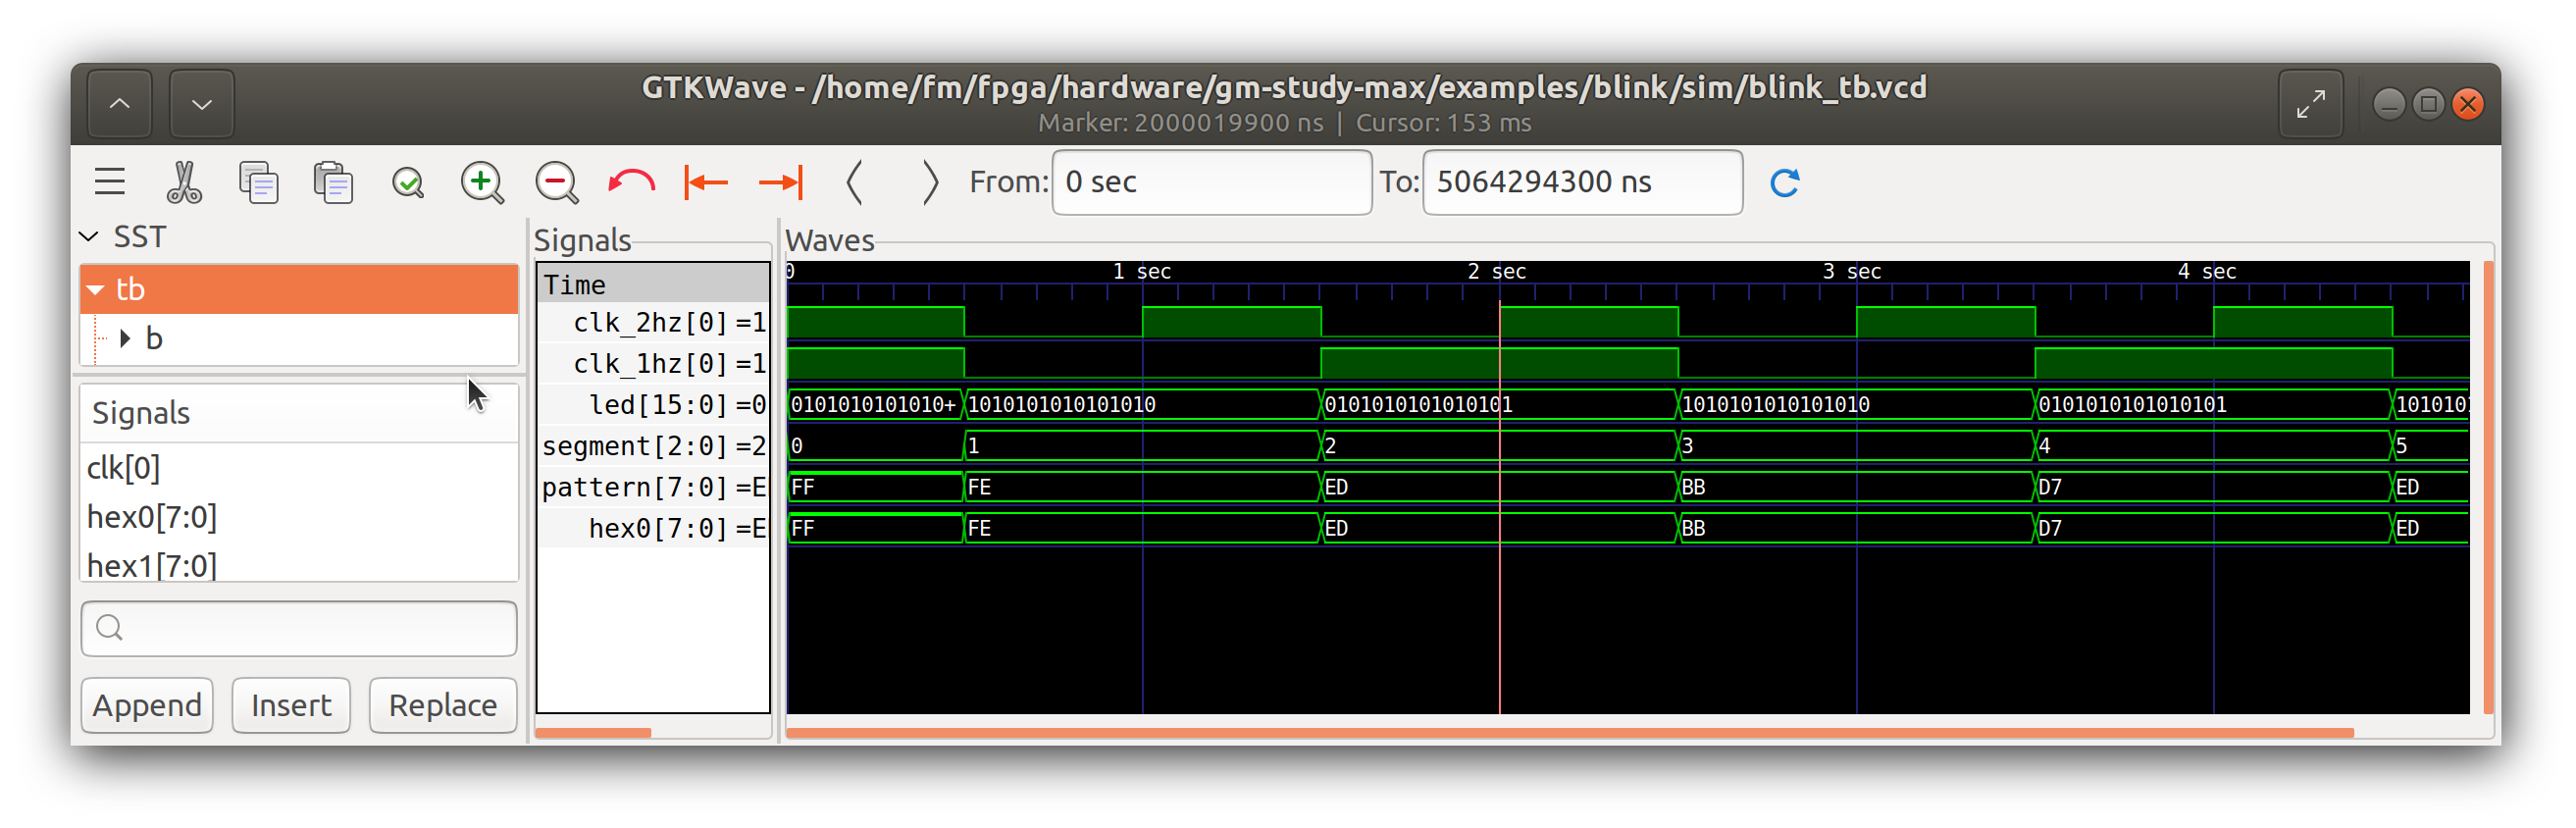 GTKWave - /home/fm/fpga/hardware/gm-study-max/examples/blink/sim/blink_tb.vcd
Marker: 2000019900 ns | Cursor: 153 ms
From: 0 sec To: 5064294300 ns
SST
tb
b
Signals
clk[0]
hex0[7:0]
hex1[7:0]
Append Insert Replace
Signals
Time
clk_2hz[0] =1
clk_1hz[0] =1
led[15:0] =0
segment[2:0] =2
pattern[7:0] =E
hex0[7:0] =E
Waves
0 1 sec 2 sec 3 sec 4 sec
0101010101010+ 1010101010101010 0101010101010101 1010101010101010 0101010101010101 1010101
0 1 2 3 4 5
FF FE ED BB D7 ED
FF FE ED BB D7 ED